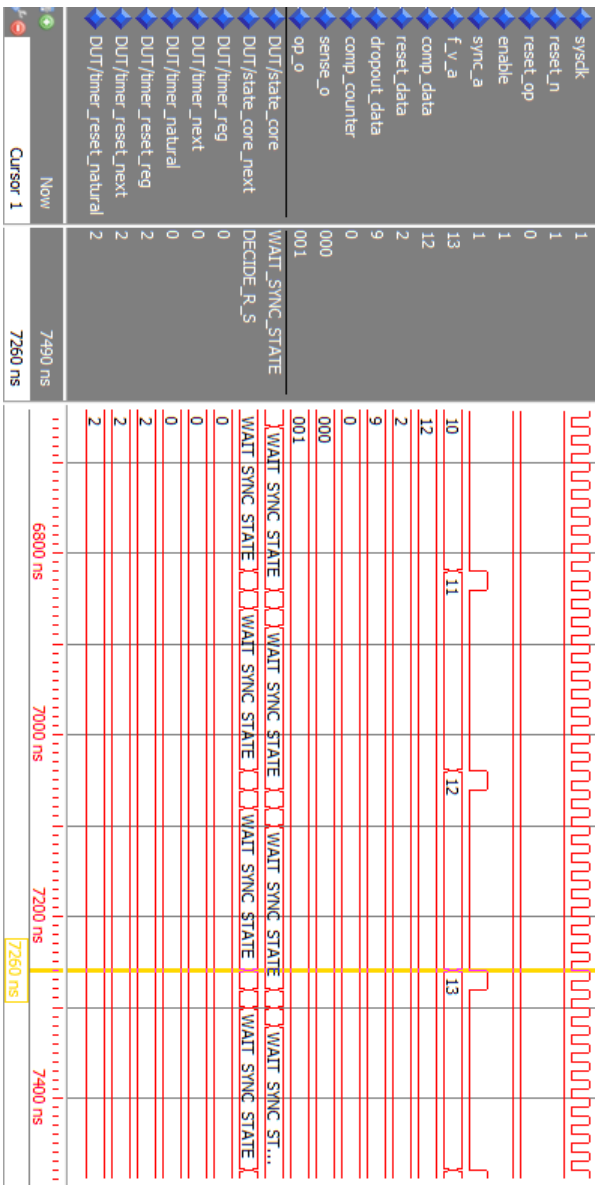 sysclk 1
reset_n 1
reset_op 0
enable 1
sync_a 1
f_v_a 13 10 11 12 13
comp_data 12 12
reset_data 2 2
dropout_data 9 9
comp_counter 0 0
sense_o 000 000
op_o 001 001
DUT/state_core WAIT_SYNC_STATE WAIT_SYNC_STATE WAIT_SYNC_STATE WAIT_SYNC_STATE WAIT_SYNC_ST...
DUT/state_core_next DECIDE_R_S WAIT_SYNC_STATE WAIT_SYNC_STATE WAIT_SYNC_STATE WAIT_SYNC_STATE
DUT/timer_reg 0 0
DUT/timer_next 0 0
DUT/timer_natural 0 0
DUT/timer_reset_reg 2 2
DUT/timer_reset_next 2 2
DUT/timer_reset_natural 2 2
Now 7490 ns 6800 ns 7000 ns 7200 ns 7400 ns
Cursor 1 7260 ns 7260 ns